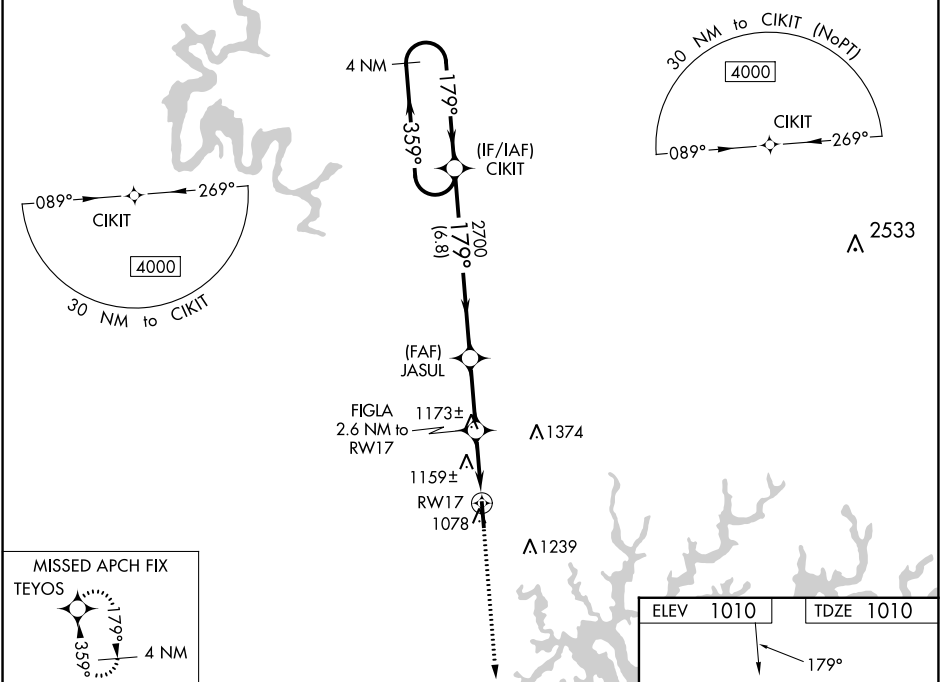 30 NM to CIKIT (NoPT)
4000
CIKIT
089°
269°
4 NM
179°
359°
(IF/IAF)
CIKIT
089°
269°
CIKIT
4000
30 NM to CIKIT
2700
179°
(6.8)
2533
(FAF)
JASUL
FIGLA
2.6 NM to
RW17
1173±
1374
1159±
RW17
1078
1239
MISSED APCH FIX
TEYOS
179°
359°
4 NM
ELEV 1010
TDZE 1010
179°